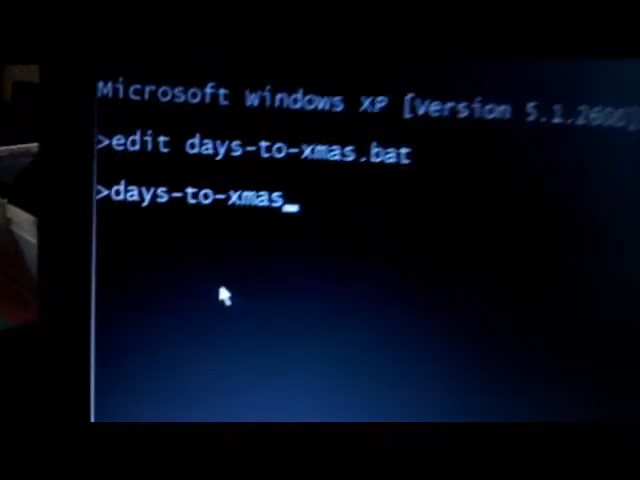 Microsoft Windows XP [Version 5.1.2600]
>edit days-to-xmas.bat
>days-to-xmas_